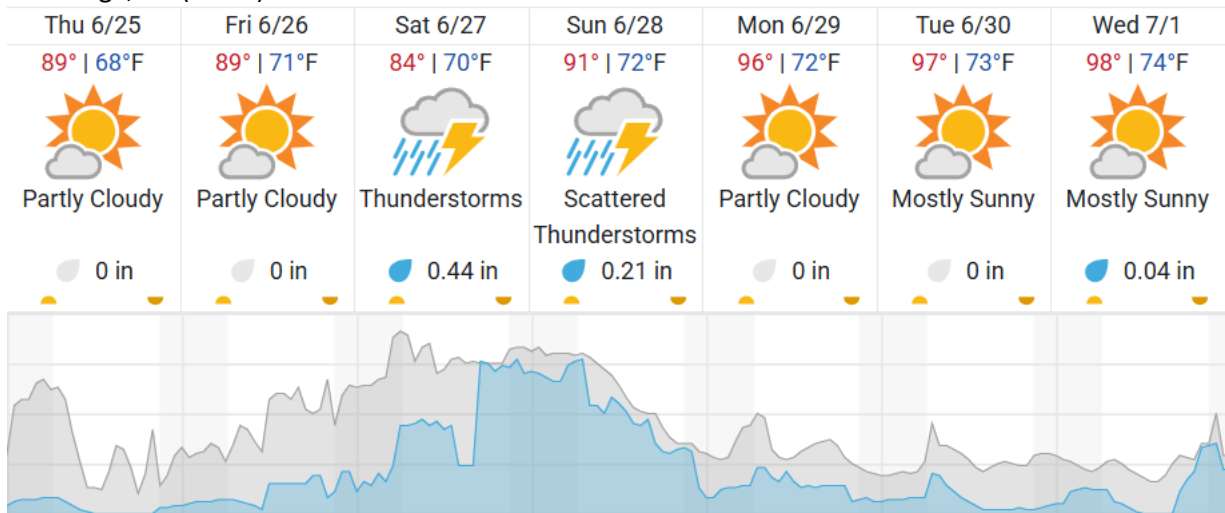 Thu 6/25 Fri 6/26 Sat 6/27 Sun 6/28 Mon 6/29 Tue 6/30 Wed 7/1
89° | 68°F 89° | 71°F 84° | 70°F 91° | 72°F 96° | 72°F 97° | 73°F 98° | 74°F
Partly Cloudy Partly Cloudy Thunderstorms Scattered Partly Cloudy Mostly Sunny Mostly Sunny
Thunderstorms
0 in 0 in 0.44 in 0.21 in 0 in 0 in 0.04 in